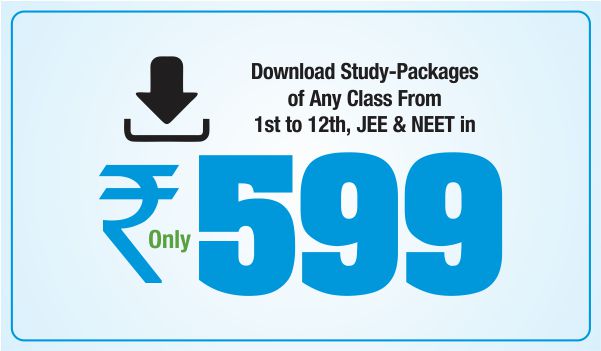 Download Study-Packages
of Any Class From
1st to 12th, JEE & NEET in
₹ Only 599